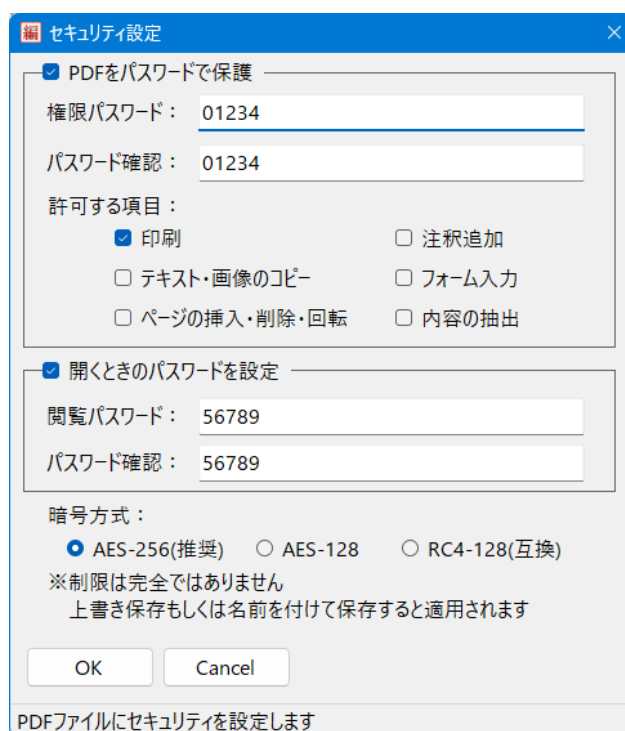 編 セキュリティ設定
PDFをパスワードで保護
権限パスワード： 01234
パスワード確認： 01234
許可する項目：
印刷 注釈追加
テキスト・画像のコピー フォーム入力
ページの挿入・削除・回転 内容の抽出
開くときのパスワードを設定
閲覧パスワード： 56789
パスワード確認： 56789
暗号方式：
AES-256(推奨) AES-128 RC4-128(互換)
※制限は完全ではありません
上書き保存もしくは名前を付けて保存すると適用されます
OK Cancel
PDFファイルにセキュリティを設定します